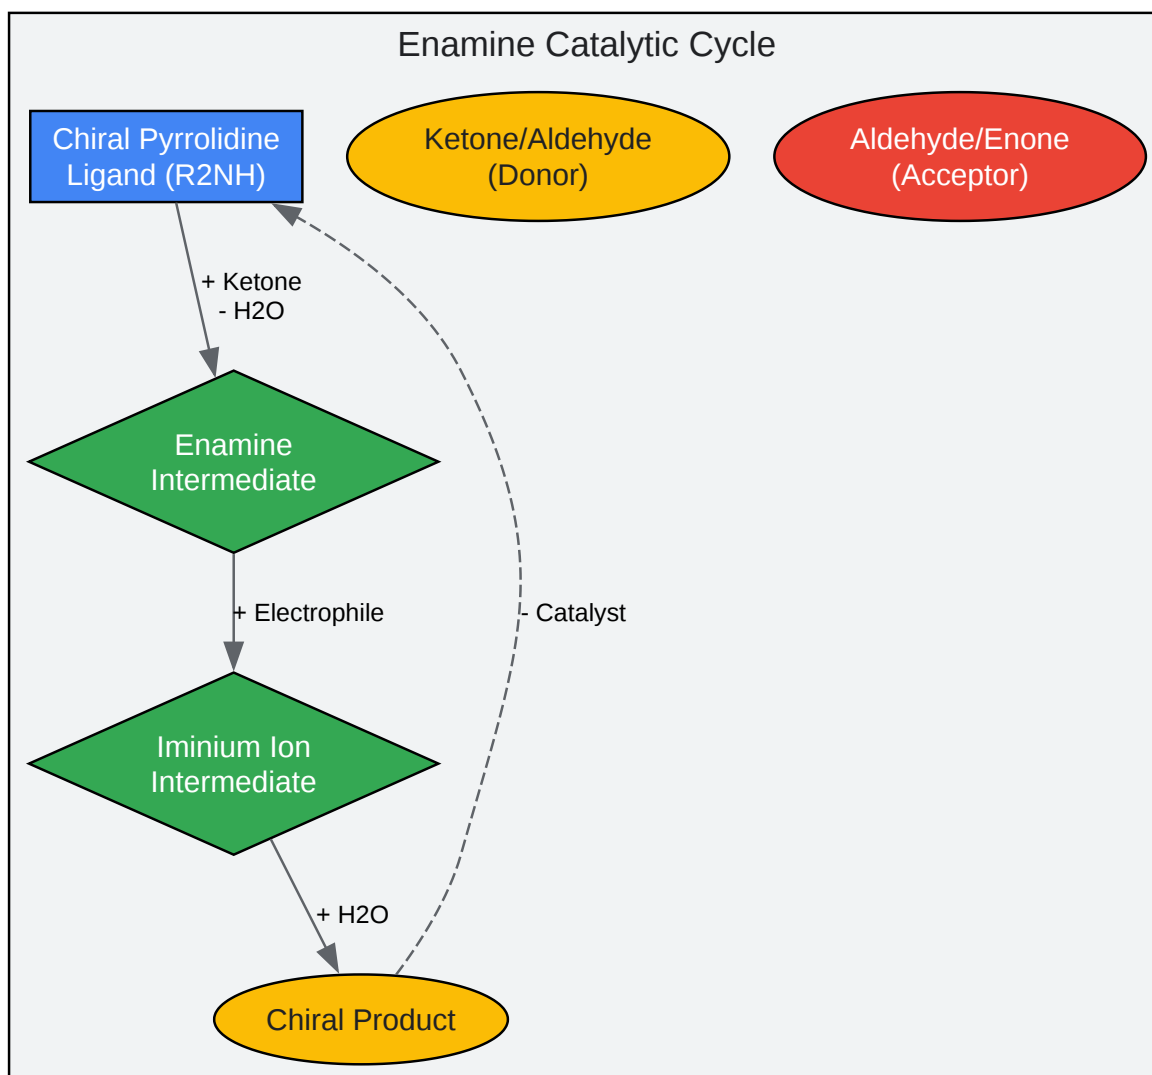 Enamine Catalytic Cycle
Chiral Pyrrolidine
Ligand (R2NH)
Ketone/Aldehyde
(Donor)
Aldehyde/Enone
(Acceptor)
+ Ketone
- H2O
Enamine
Intermediate
+ Electrophile
- Catalyst
Iminium Ion
Intermediate
+ H2O
Chiral Product